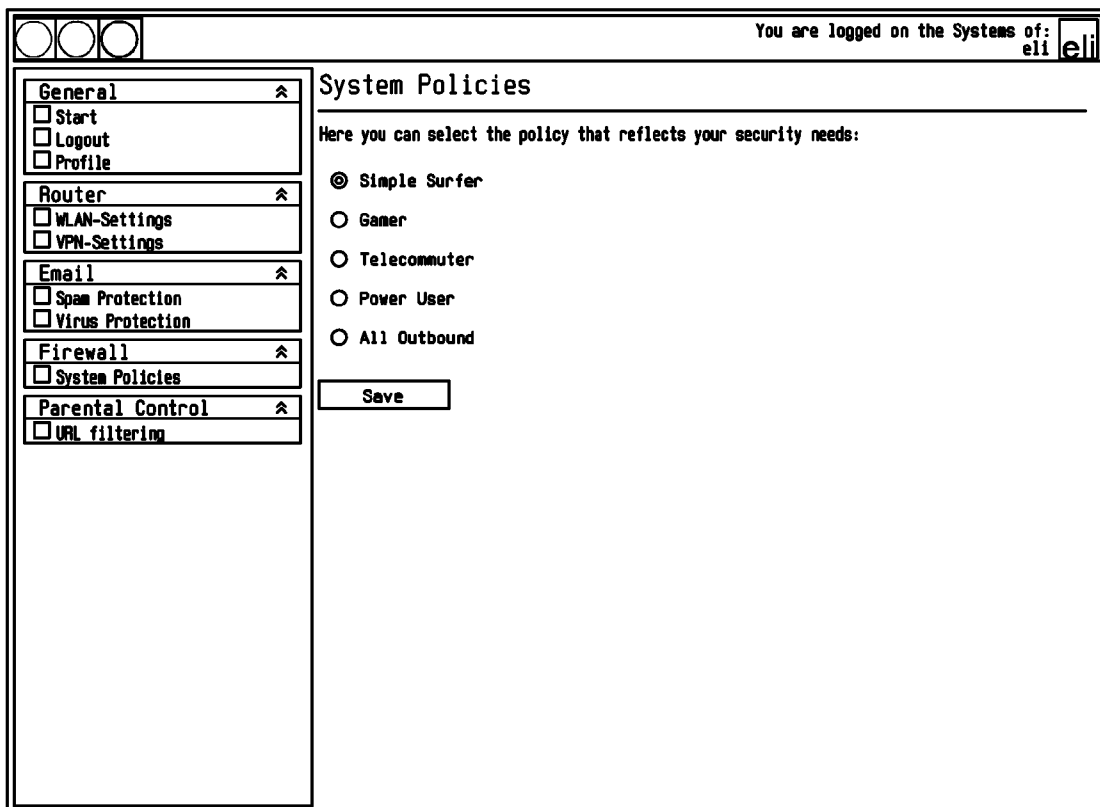 You are logged on the Systems of:
eli
eli
General
Start
Logout
Profile
Router
WLAN-Settings
VPN-Settings
Email
Spam Protection
Virus Protection
Firewall
System Policies
Parental Control
URL filtering
System Policies
Here you can select the policy that reflects your security needs:
Simple Surfer
Gamer
Telecommuter
Power User
All Outbound
Save